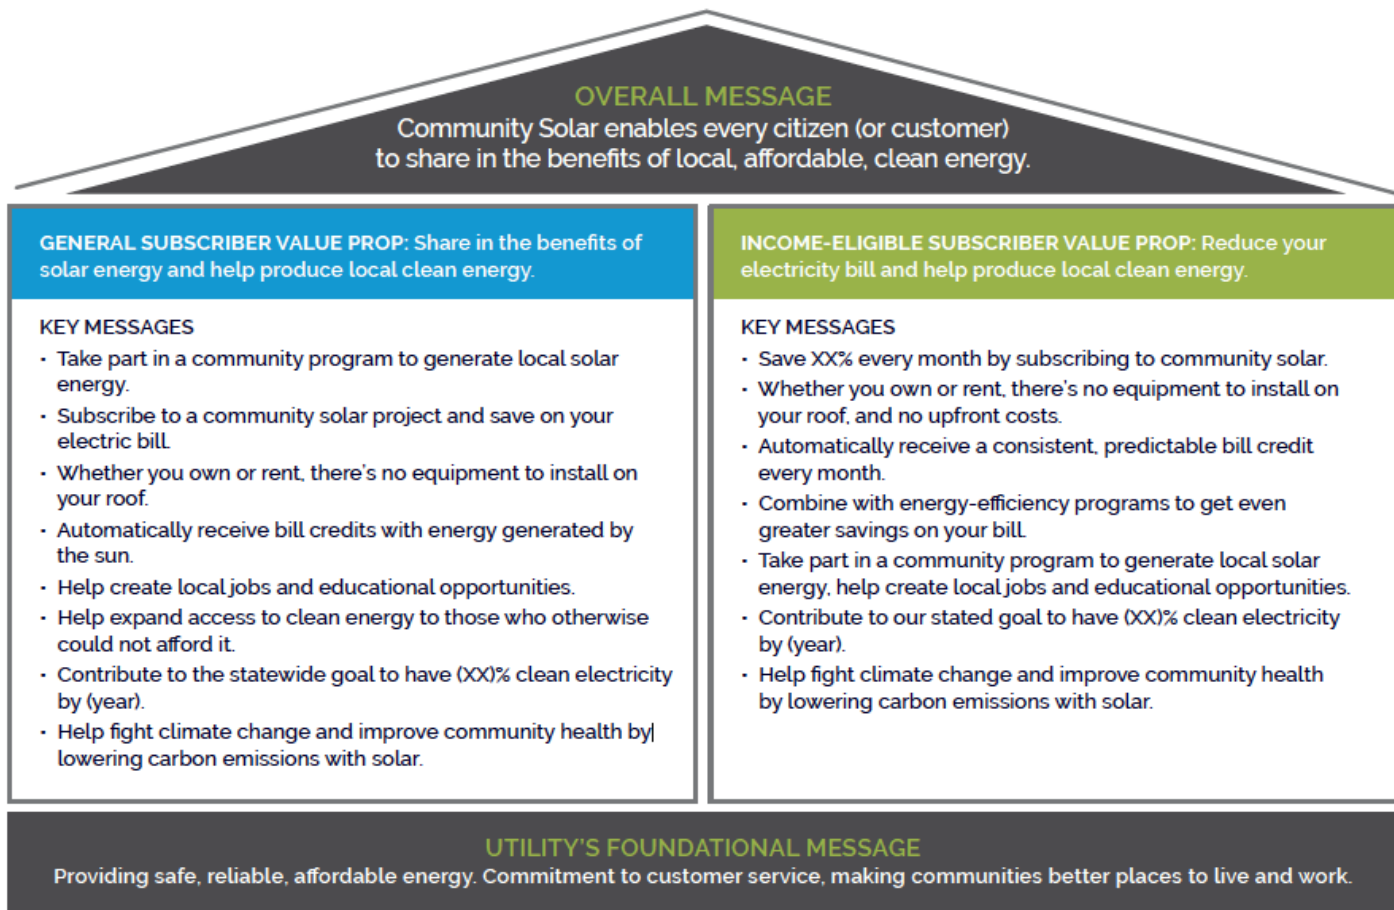 OVERALL MESSAGE
Community Solar enables every citizen (or customer)
to share in the benefits of local, affordable, clean energy.
GENERAL SUBSCRIBER VALUE PROP: Share in the benefits of
solar energy and help produce local clean energy.
KEY MESSAGES
• Take part in a community program to generate local solar
energy.
• Subscribe to a community solar project and save on your
electric bill.
• Whether you own or rent, there's no equipment to install on
your roof.
• Automatically receive bill credits with energy generated by
the sun.
• Help create local jobs and educational opportunities.
• Help expand access to clean energy to those who otherwise
could not afford it.
• Contribute to the statewide goal to have (XX)% clean electricity
by (year).
• Help fight climate change and improve community health by
lowering carbon emissions with solar.
INCOME-ELIGIBLE SUBSCRIBER VALUE PROP: Reduce your
electricity bill and help produce local clean energy.
KEY MESSAGES
• Save XX% every month by subscribing to community solar.
• Whether you own or rent, there's no equipment to install on
your roof, and no upfront costs.
• Automatically receive a consistent, predictable bill credit
every month.
• Combine with energy-efficiency programs to get even
greater savings on your bill.
• Take part in a community program to generate local solar
energy, help create local jobs and educational opportunities.
• Contribute to our stated goal to have (XX)% clean electricity
by (year).
• Help fight climate change and improve community health
by lowering carbon emissions with solar.
UTILITY'S FOUNDATIONAL MESSAGE
Providing safe, reliable, affordable energy. Commitment to customer service, making communities better places to live and work.